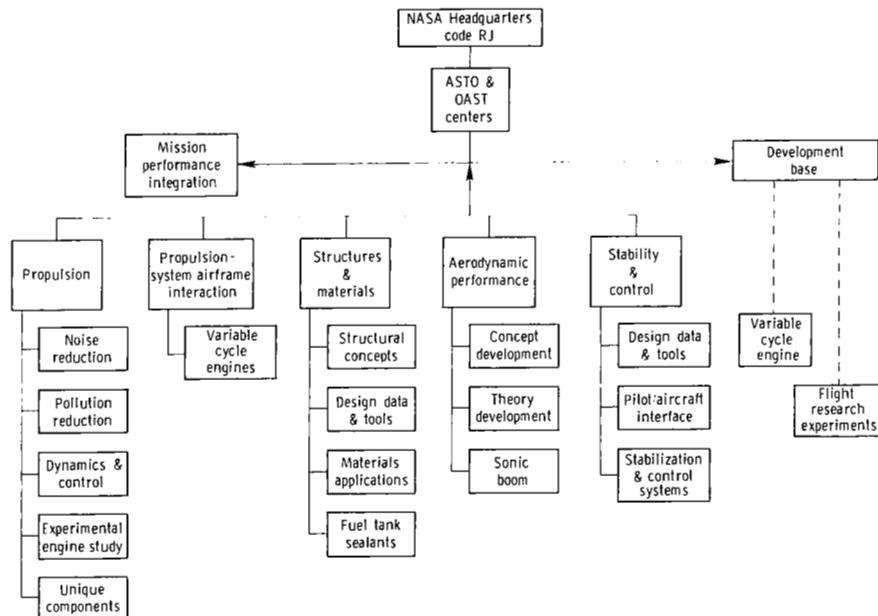 NASA Headquarters
code RJ
ASTO &
OAST
centers
Mission
performance
integration
Development
base
Propulsion
Propulsion-
system airframe
interaction
Structures
&
materials
Aerodynamic
performance
Stability
&
control
Noise
reduction
Pollution
reduction
Dynamics &
control
Experimental
engine study
Unique
components
Variable
cycle
engines
Structural
concepts
Design data
& tools
Materials
applications
Fuel tank
sealants
Concept
development
Theory
development
Sonic
boom
Design data
& tools
Pilot/aircraft
interface
Stabilization
& control
systems
Variable
cycle
engine
Flight
research
experiments